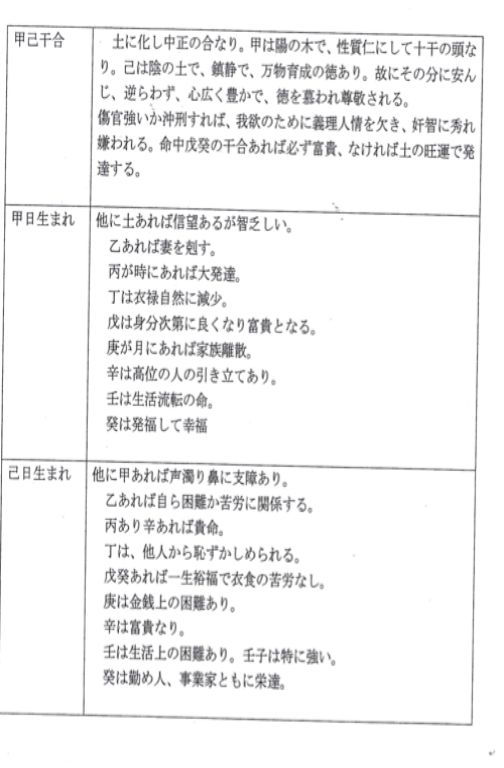 甲己干合
土に化し中正の合なり。甲は陽の木で、性質仁にして十干の頭な
り。己は陰の土で、鎮静で、万物育成の徳あり。故にその分に安ん
じ、逆らわず、心広く豊かで、徳を慕われ尊敬される。
傷官強いか沖刑すれば、我欲のために義理人情を欠き、奸智に秀れ
嫌われる。命中戊癸の干合あれば必ず富貴、なければ土の旺運で発
達する。
甲日生まれ
他に土あれば信望あるが智乏しい。
乙あれば妻を剋す。
丙が時にあれば大発達。
丁は衣禄自然に減少。
戊は身分次第に良くなり富貴となる。
庚が月にあれば家族離散。
辛は高位の人の引き立てあり。
壬は生活流転の命。
癸は発福して幸福
己日生まれ
他に甲あれば声濁り鼻に支障あり。
乙あれば自ら困難か苦労に関係する。
丙あり辛あれば貴命。
丁は、他人から恥ずかしめられる。
戊癸あれば一生裕福で衣食の苦労なし。
庚は金銭上の困難あり。
辛は富貴なり。
壬は生活上の困難あり。壬子は特に強い。
癸は勤め人、事業家ともに栄達。